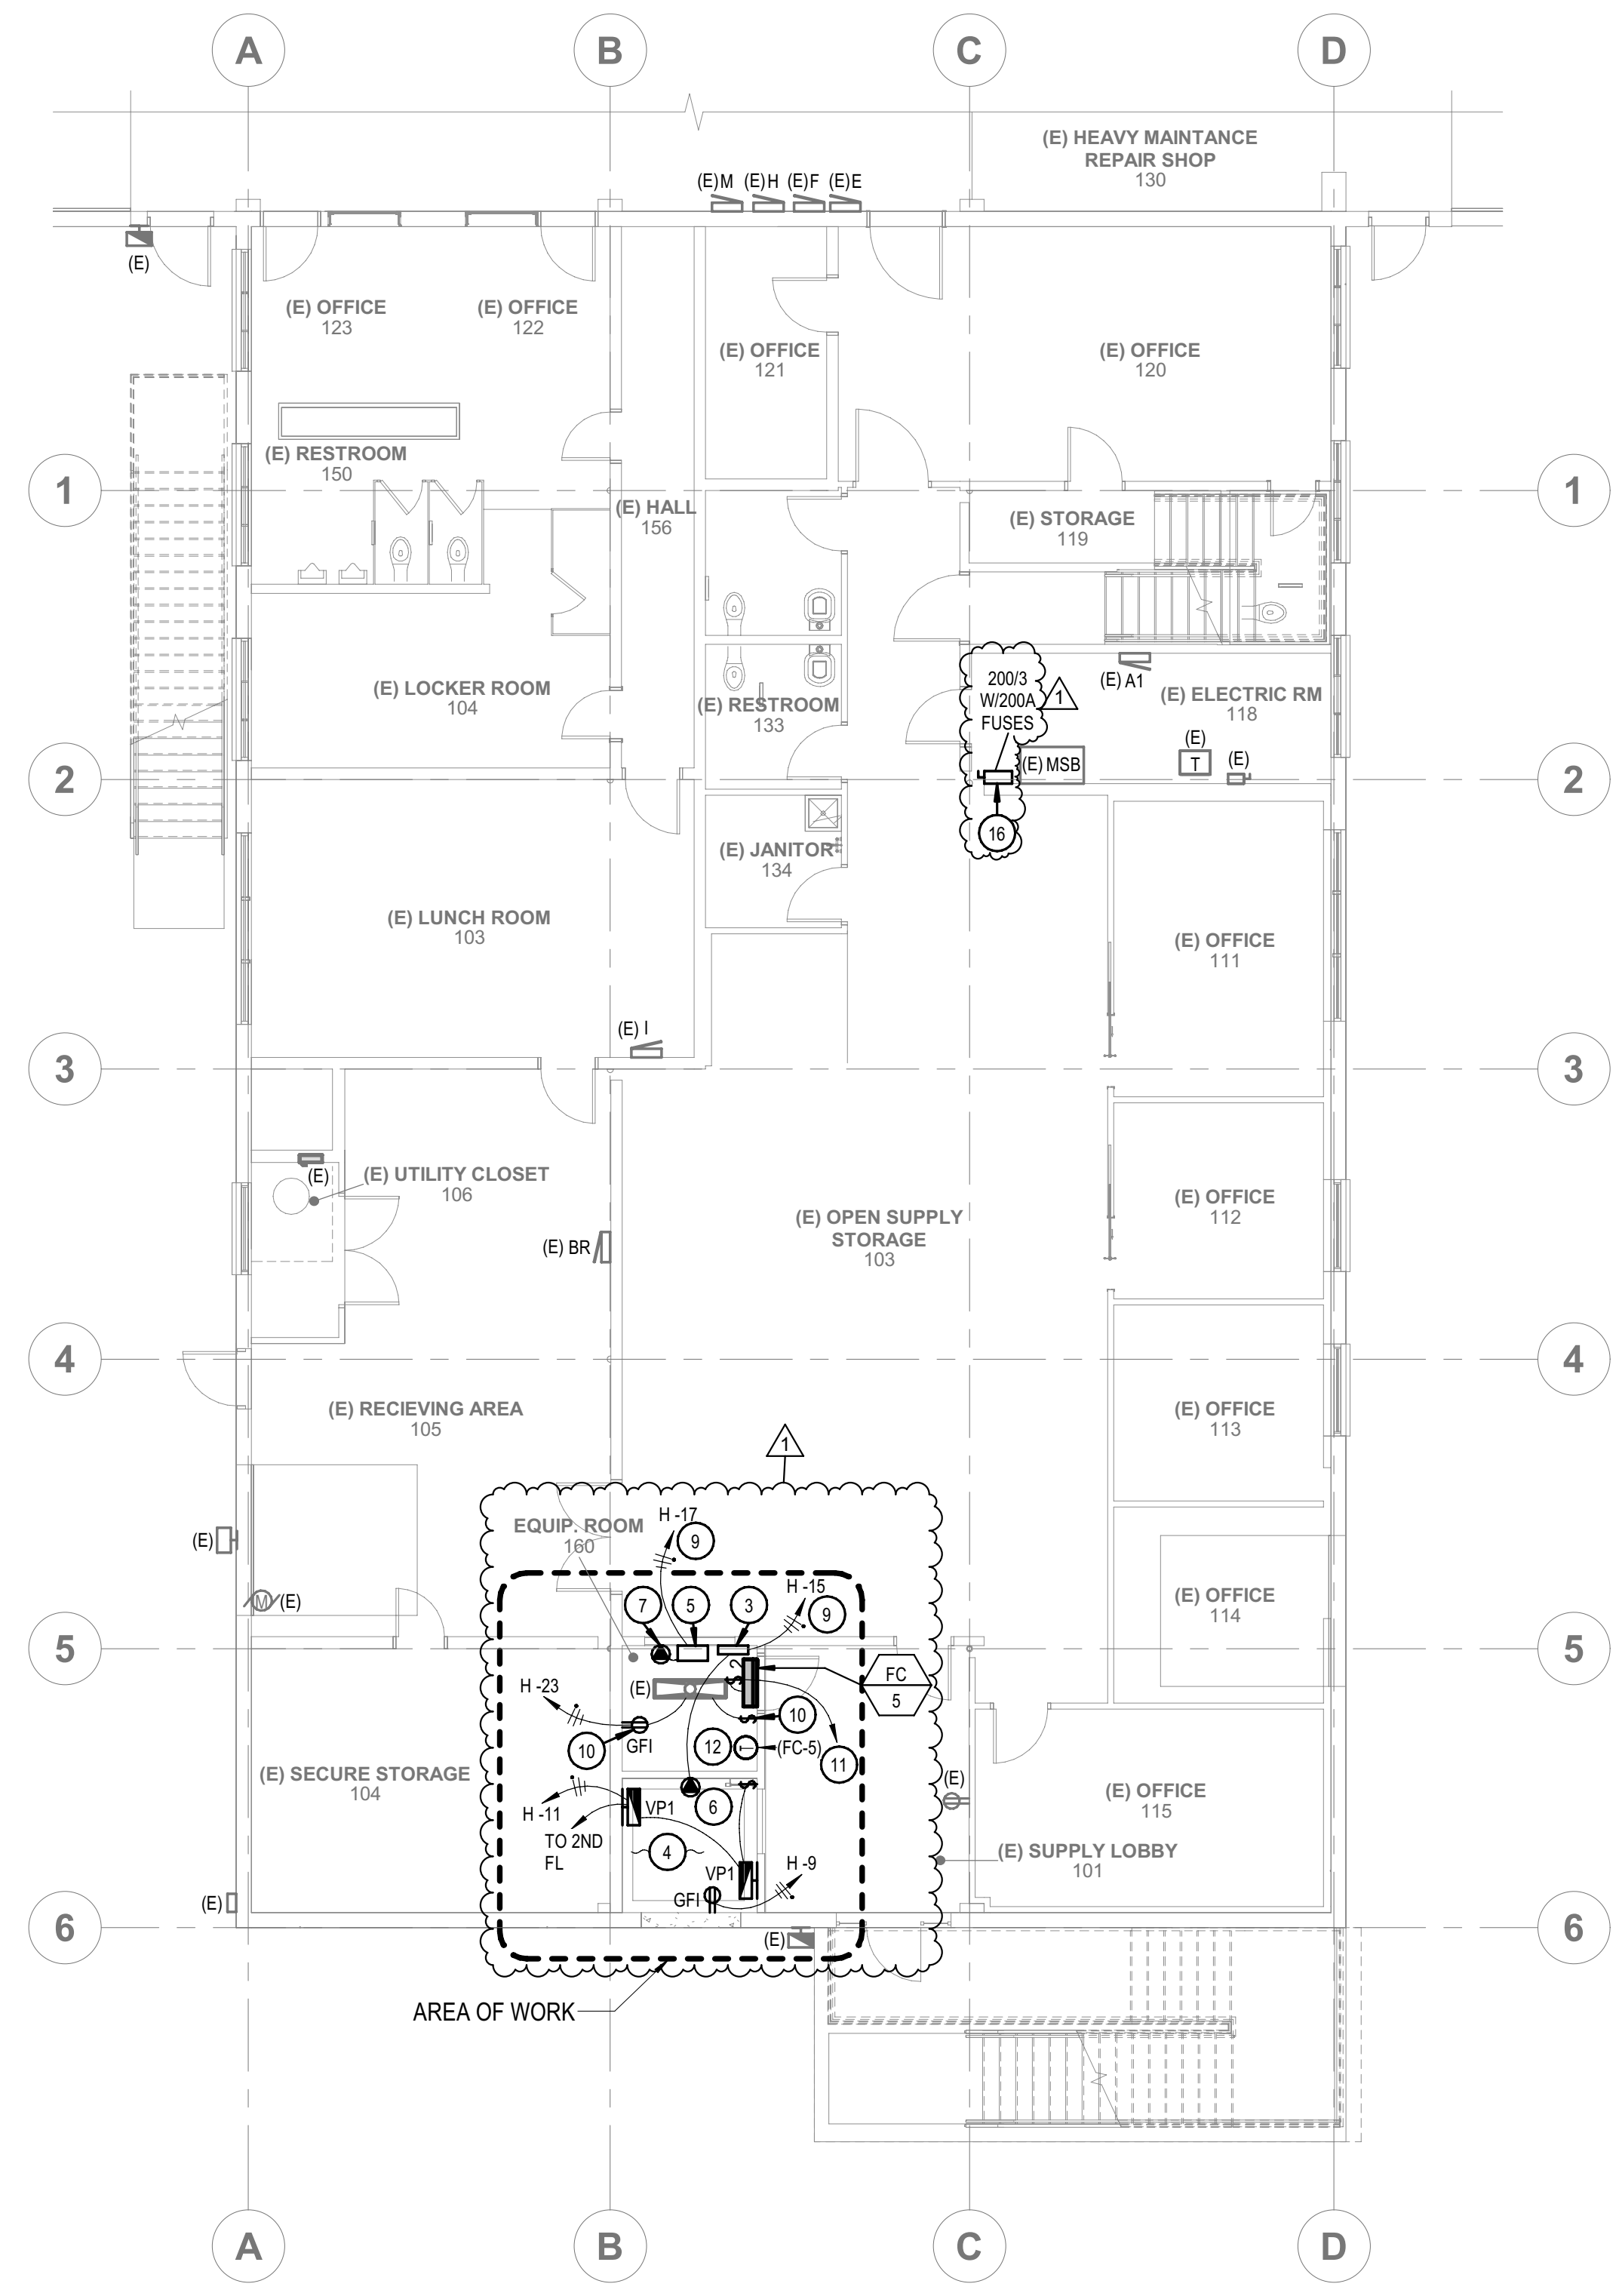 A
B
C
D
(E) HEAVY MAINTANCE
REPAIR SHOP
130
(E)M
(E)H
(E)F
(E)E
(E)
(E) OFFICE
123
(E) OFFICE
122
(E) OFFICE
121
(E) OFFICE
120
(E) RESTROOM
150
1
1
(E) HALL
156
(E) STORAGE
119
(E) LOCKER ROOM
104
(E) RESTROOM
133
200/3
W/200A
FUSES
1
(E) A1
(E) ELECTRIC RM
118
2
(E) MSB
(E)
T
(E)
2
16
(E) JANITOR
134
(E) LUNCH ROOM
103
(E) OFFICE
111
(E) I
3
3
(E)
(E) UTILITY CLOSET
106
(E) OFFICE
112
(E) BR
(E) OPEN SUPPLY
STORAGE
103
4
4
(E) RECIEVING AREA
105
(E) OFFICE
113
1
EQUIP. ROOM
160
H -17
9
(E)
(E) OFFICE
114
M
(E)
7
5
3
H -15
9
5
5
FC
5
2
(E)
H -23
10
GFI
10
12
(FC-5)
11
(E) SECURE STORAGE
104
(E)
(E) OFFICE
115
H -11
VP1
6
TO 2ND
FL
4
VP1
H -9
(E) SUPPLY LOBBY
101
GFI
(E)
6
6
(E)
AREA OF WORK
A
B
C
D